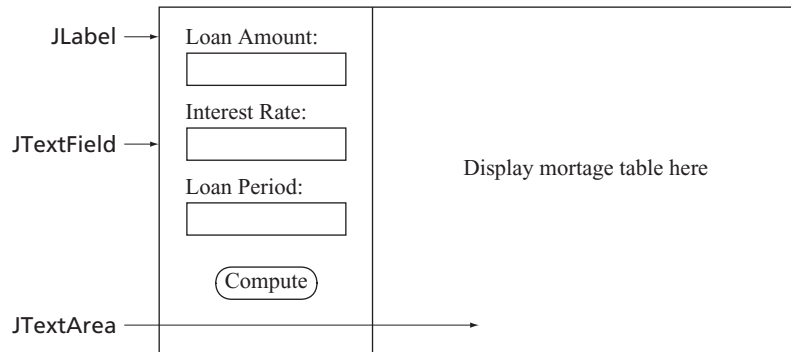 JLabel
Loan Amount:
Interest Rate:
JTextField
Display mortage table here
Loan Period:
Compute
JTextArea